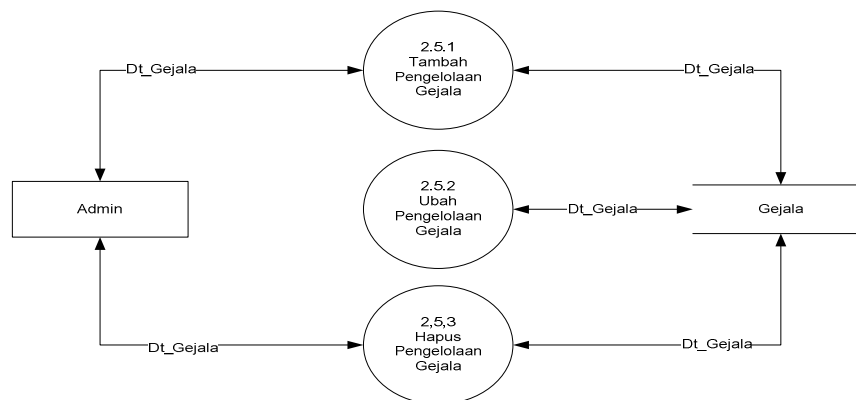 2.5.1
Tambah
Pengelolaan
Gejala
Dt_Gejala
Dt_Gejala
Admin
2.5.2
Ubah
Pengelolaan
Gejala
Dt_Gejala
Gejala
2,5,3
Hapus
Pengelolaan
Gejala
Dt_Gejala
Dt_Gejala